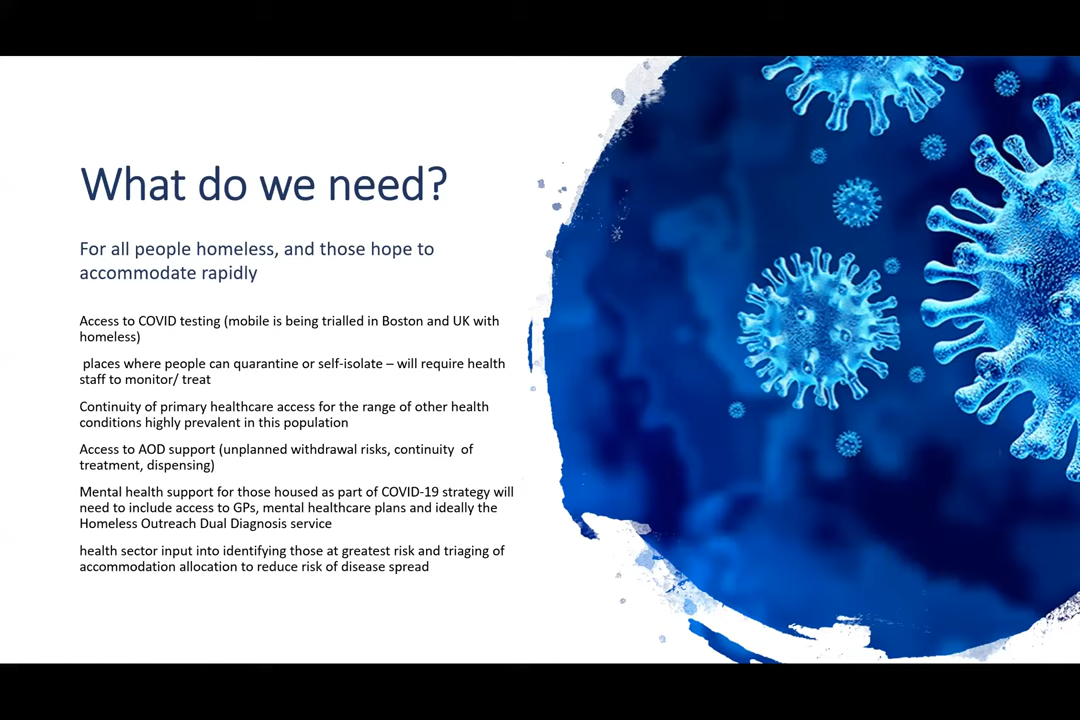 What do we need?
For all people homeless, and those hope to
accommodate rapidly
Access to COVID testing (mobile is being trialled in Boston and UK with
homeless)
places where people can quarantine or self-isolate – will require health
staff to monitor/ treat
Continuity of primary healthcare access for the range of other health
conditions highly prevalent in this population
Access to AOD support (unplanned withdrawal risks, continuity  of
treatment, dispensing)
Mental health support for those housed as part of COVID-19 strategy will
need to include access to GPs, mental healthcare plans and ideally the
Homeless Outreach Dual Diagnosis service
health sector input into identifying those at greatest risk and triaging of
accommodation allocation to reduce risk of disease spread